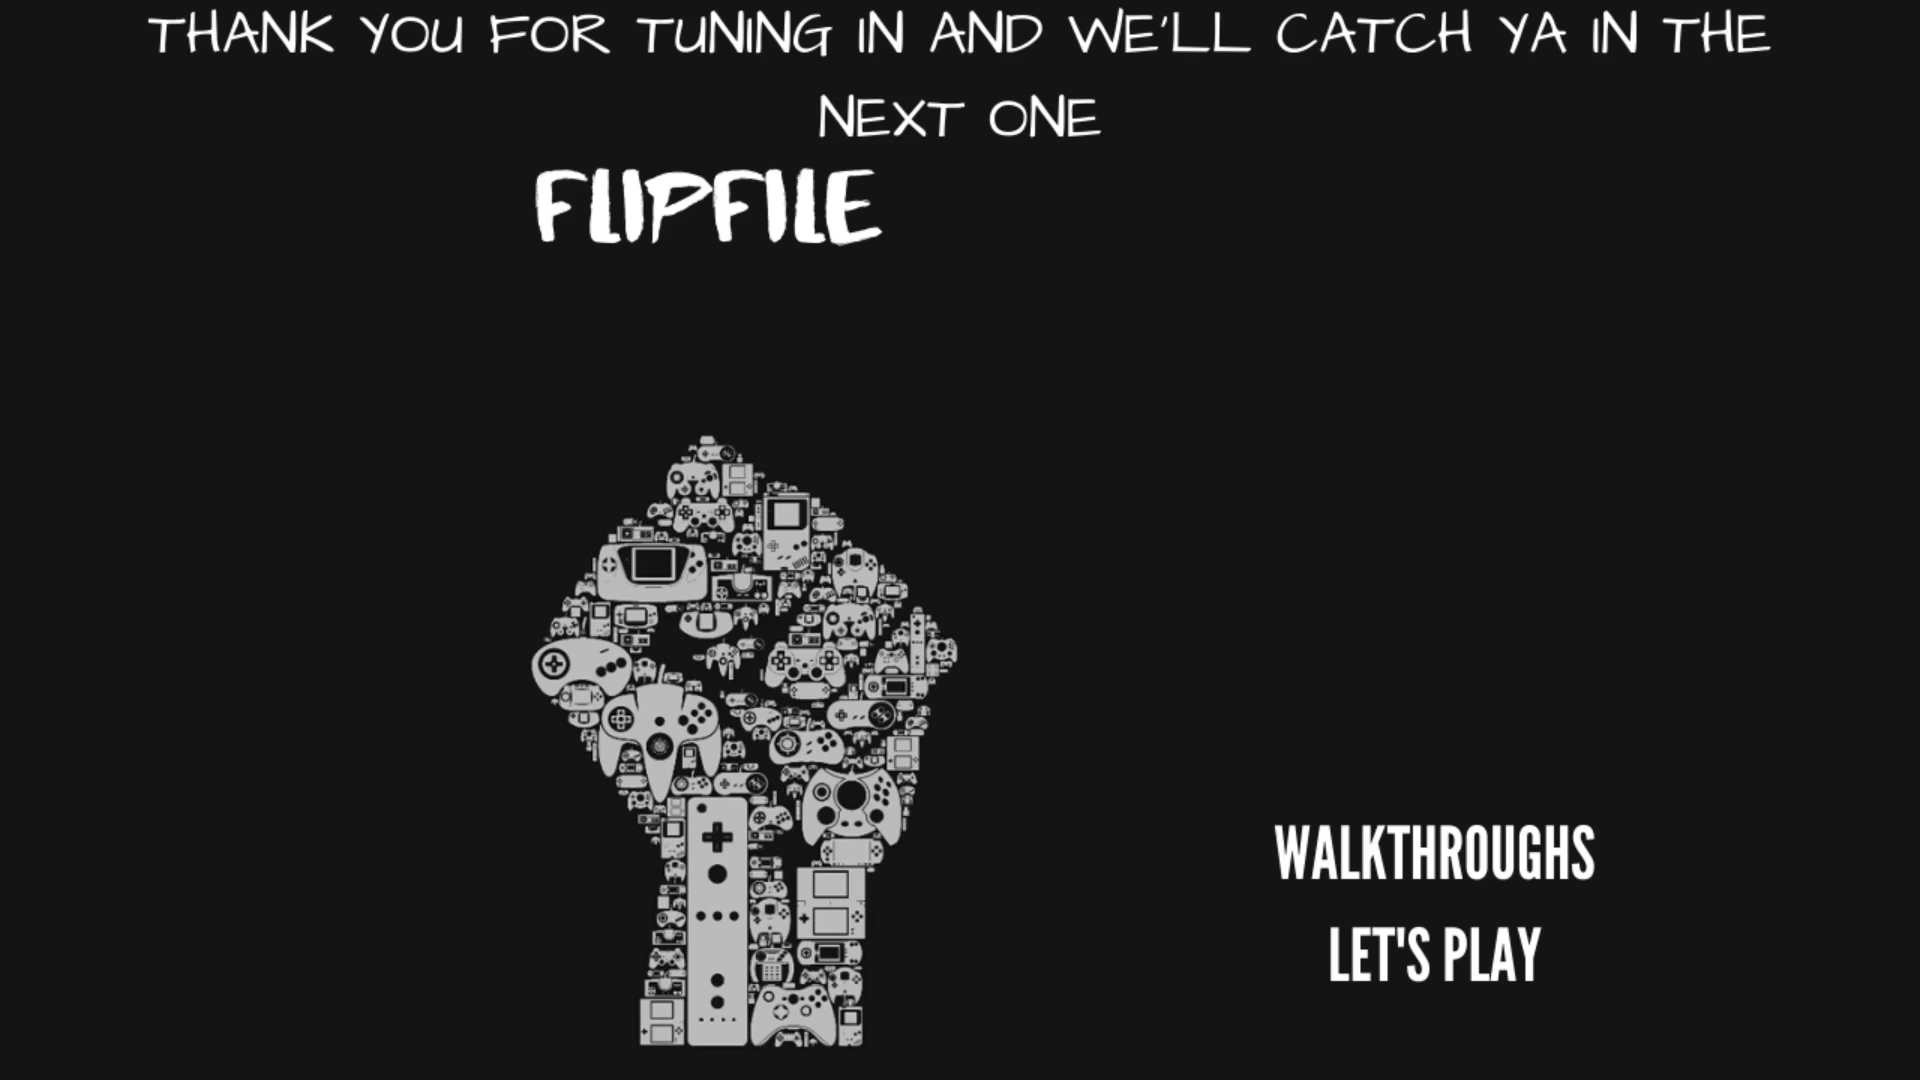 THANK YOU FOR TUNING IN AND WE'LL CATCH YA IN THE
NEXT ONE
FLIPFILE
WALKTHROUGHS
LET'S PLAY